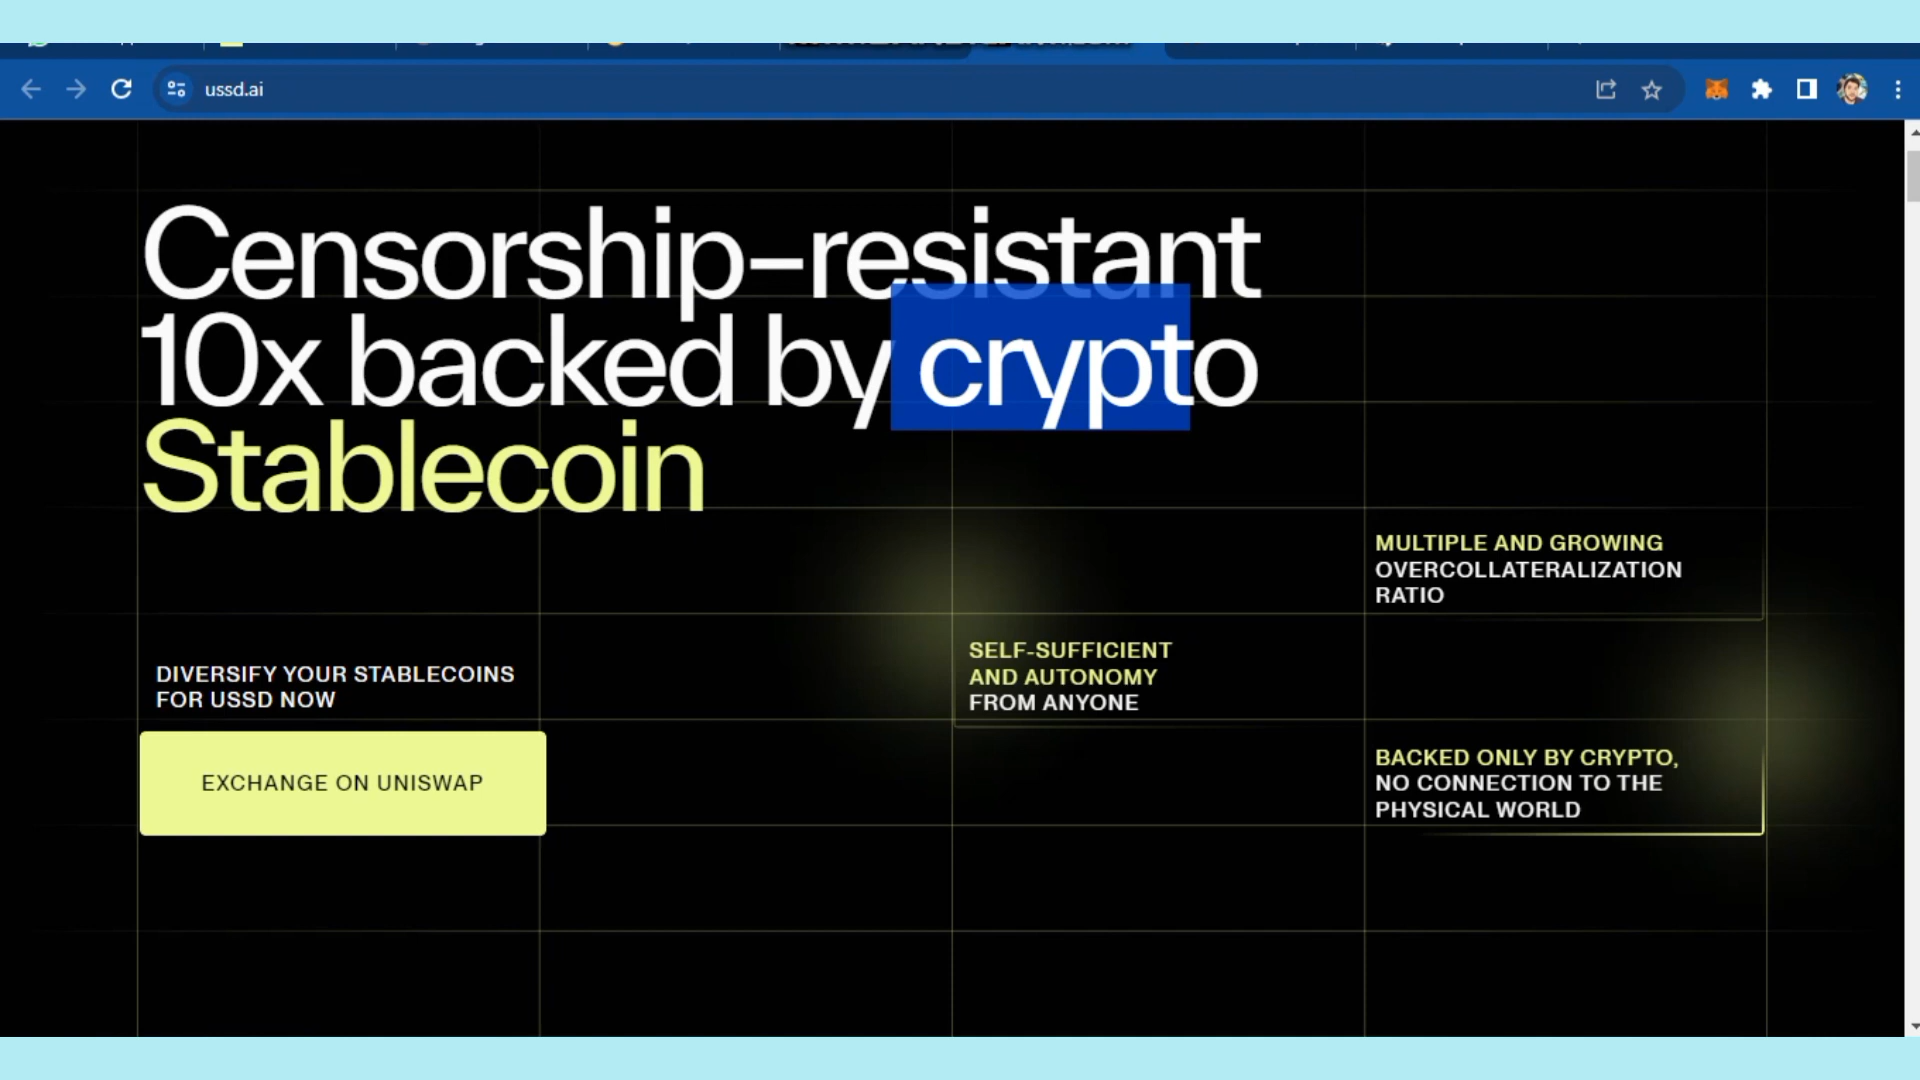 ussd.ai
Censorship–resistant
10x backed by crypto
Stablecoin
MULTIPLE AND GROWING
OVERCOLLATERALIZATION
RATIO
SELF-SUFFICIENT
AND AUTONOMY
FROM ANYONE
DIVERSIFY YOUR STABLECOINS
FOR USSD NOW
EXCHANGE ON UNISWAP
BACKED ONLY BY CRYPTO,
NO CONNECTION TO THE
PHYSICAL WORLD